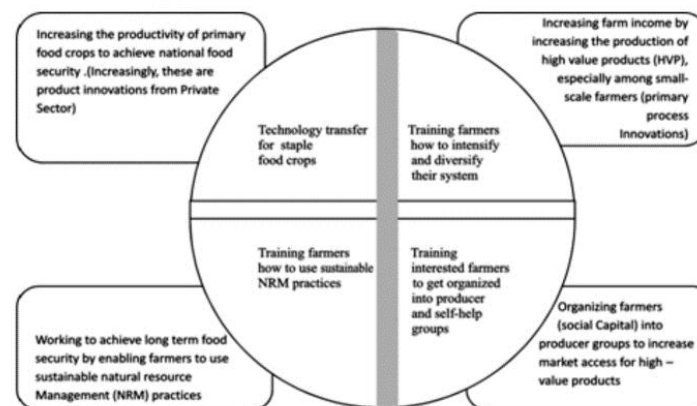 Increasing the productivity of primary
food crops to achieve national food
security .(Increasingly, these are
product innovations from Private
Sector)
Increasing farm income by
increasing the production of
high value products (HVP),
especially among small-
scale farmers (primary
process
Innovations)
Technology transfer
for staple
food crops
Training farmers
how to intensify
and diversify
their system
Training farmers
how to use sustainable
NRM practices
Training
interested farmers
to get organized
into producer
and self-help
groups
Working to achieve long term food
security by enabling farmers to use
sustainable natural resource
Management (NRM) practices
Organizing farmers
(social Capital) into
producer groups to increase
market access for high –
value products